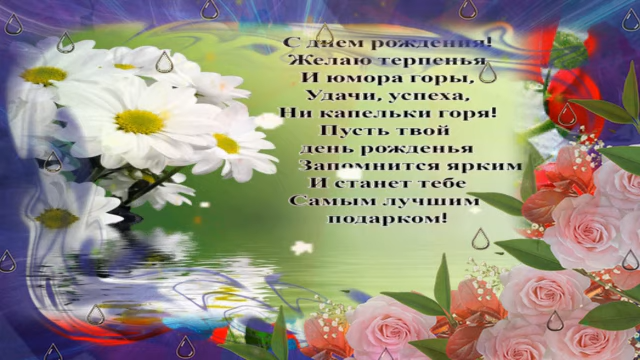 С днем рождения!
Желаю терпенья
И юмора горы,
Удачи, успеха,
Ни капельки горя!
Пусть твой
день рожденья
Запомнится ярким
И станет тебе
Самым лучшим
подарком!